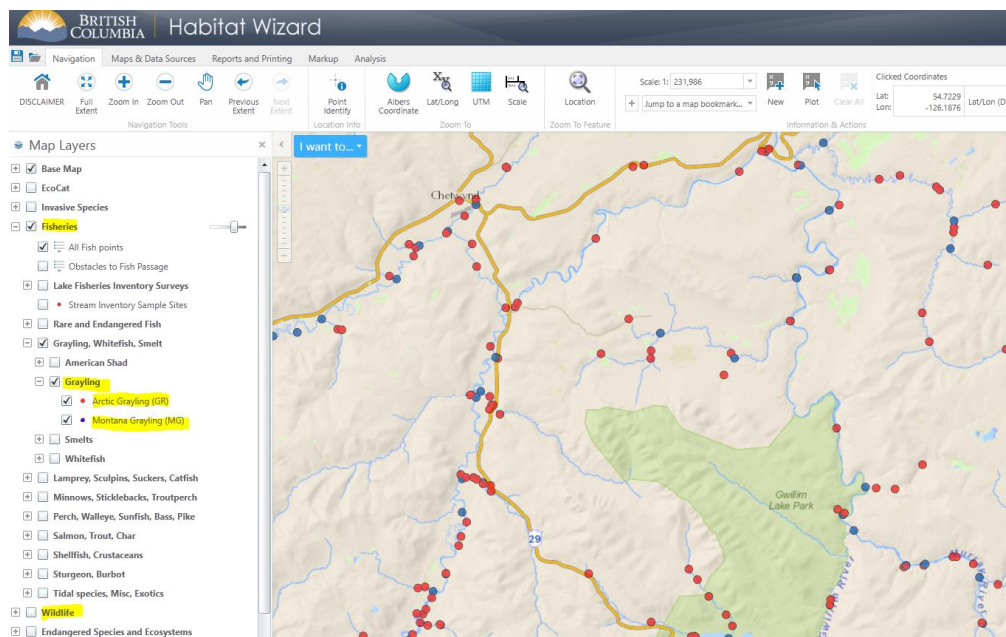 BRITISH
COLUMBIA
Habitat Wizard
Navigation Maps & Data Sources Reports and Printing Markup Analysis
DISCLAIMER
Full
Extent
Zoom In
Zoom Out
Pan
Previous
Extent
Next
Extent
Navigation Tools
Point
Identify
Location Info
Albers
Coordinate
Lat/Long
UTM
Scale
Zoom To
Location
Zoom To Feature
Scale: 1: 231,986
Jump to a map bookmark...
New
Plot
Clear All
Information & Actions
Clicked Coordinates
Lat: 54.7229
Lon: -126.1876
Lat/Lon (D
Map Layers
I want to...
Base Map
EcoCat
Invasive Species
Fisheries
All Fish points
Obstacles to Fish Passage
Lake Fisheries Inventory Surveys
Stream Inventory Sample Sites
Rare and Endangered Fish
Grayling, Whitefish, Smelt
American Shad
Grayling
Arctic Grayling (GR)
Montana Grayling (MG)
Smelts
Whitefish
Lamprey, Sculpins, Suckers, Catfish
Minnows, Sticklebacks, Troutperch
Perch, Walleye, Sunfish, Bass, Pike
Salmon, Trout, Char
Shellfish, Crustaceans
Sturgeon, Burbot
Tidal species, Misc, Exotics
Wildlife
Endangered Species and Ecosystems
Chetwynd
Gwillim
Lake Park
29
Murray River